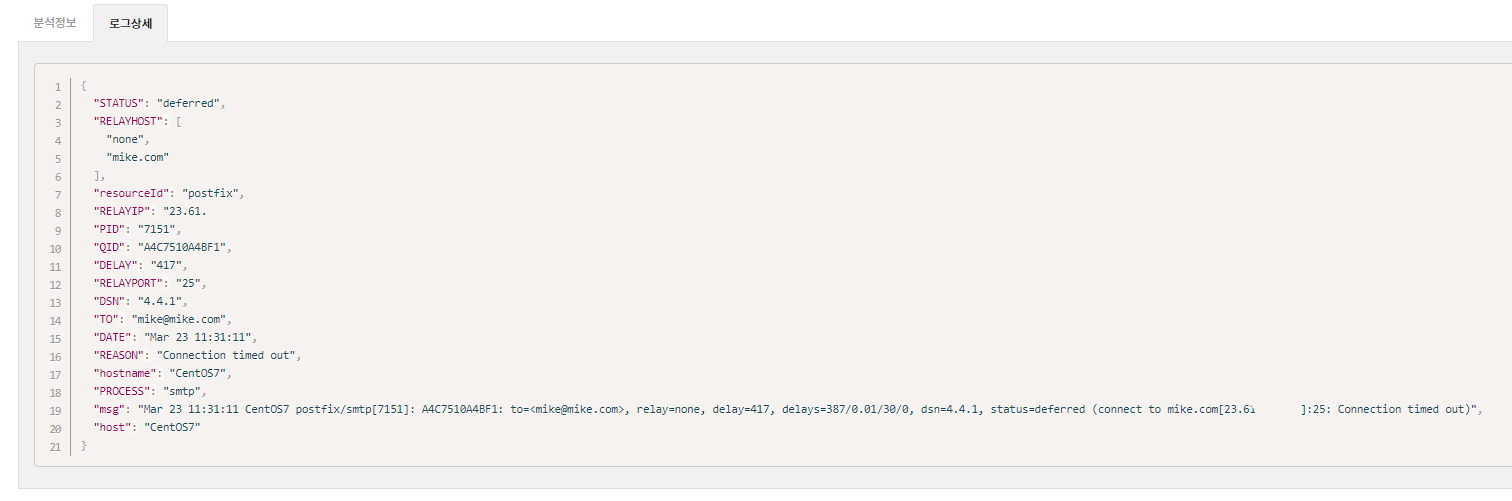 분석정보
로그상세
1 {
2 "STATUS": "deferred",
3 "RELAYHOST": [
4 "none",
5 "mike.com"
6 ],
7 "resourceId": "postfix",
8 "RELAYIP": "23.61.
9 "PID": "7151",
10 "QID": "A4C7510A4BF1",
11 "DELAY": "417",
12 "RELAYPORT": "25",
13 "DSN": "4.4.1",
14 "TO": "mike@mike.com",
15 "DATE": "Mar 23 11:31:11",
16 "REASON": "Connection timed out",
17 "hostname": "CentOS7",
18 "PROCESS": "smtp",
19 "msg": "Mar 23 11:31:11 CentOS7 postfix/smtp[7151]: A4C7510A4BF1: to=<mike@mike.com>, relay=none, delay=417, delays=387/0.01/30/0, dsn=4.4.1, status=deferred (connect to mike.com[23.61 ]:25: Connection timed out)",
20 "host": "CentOS7"
21 }